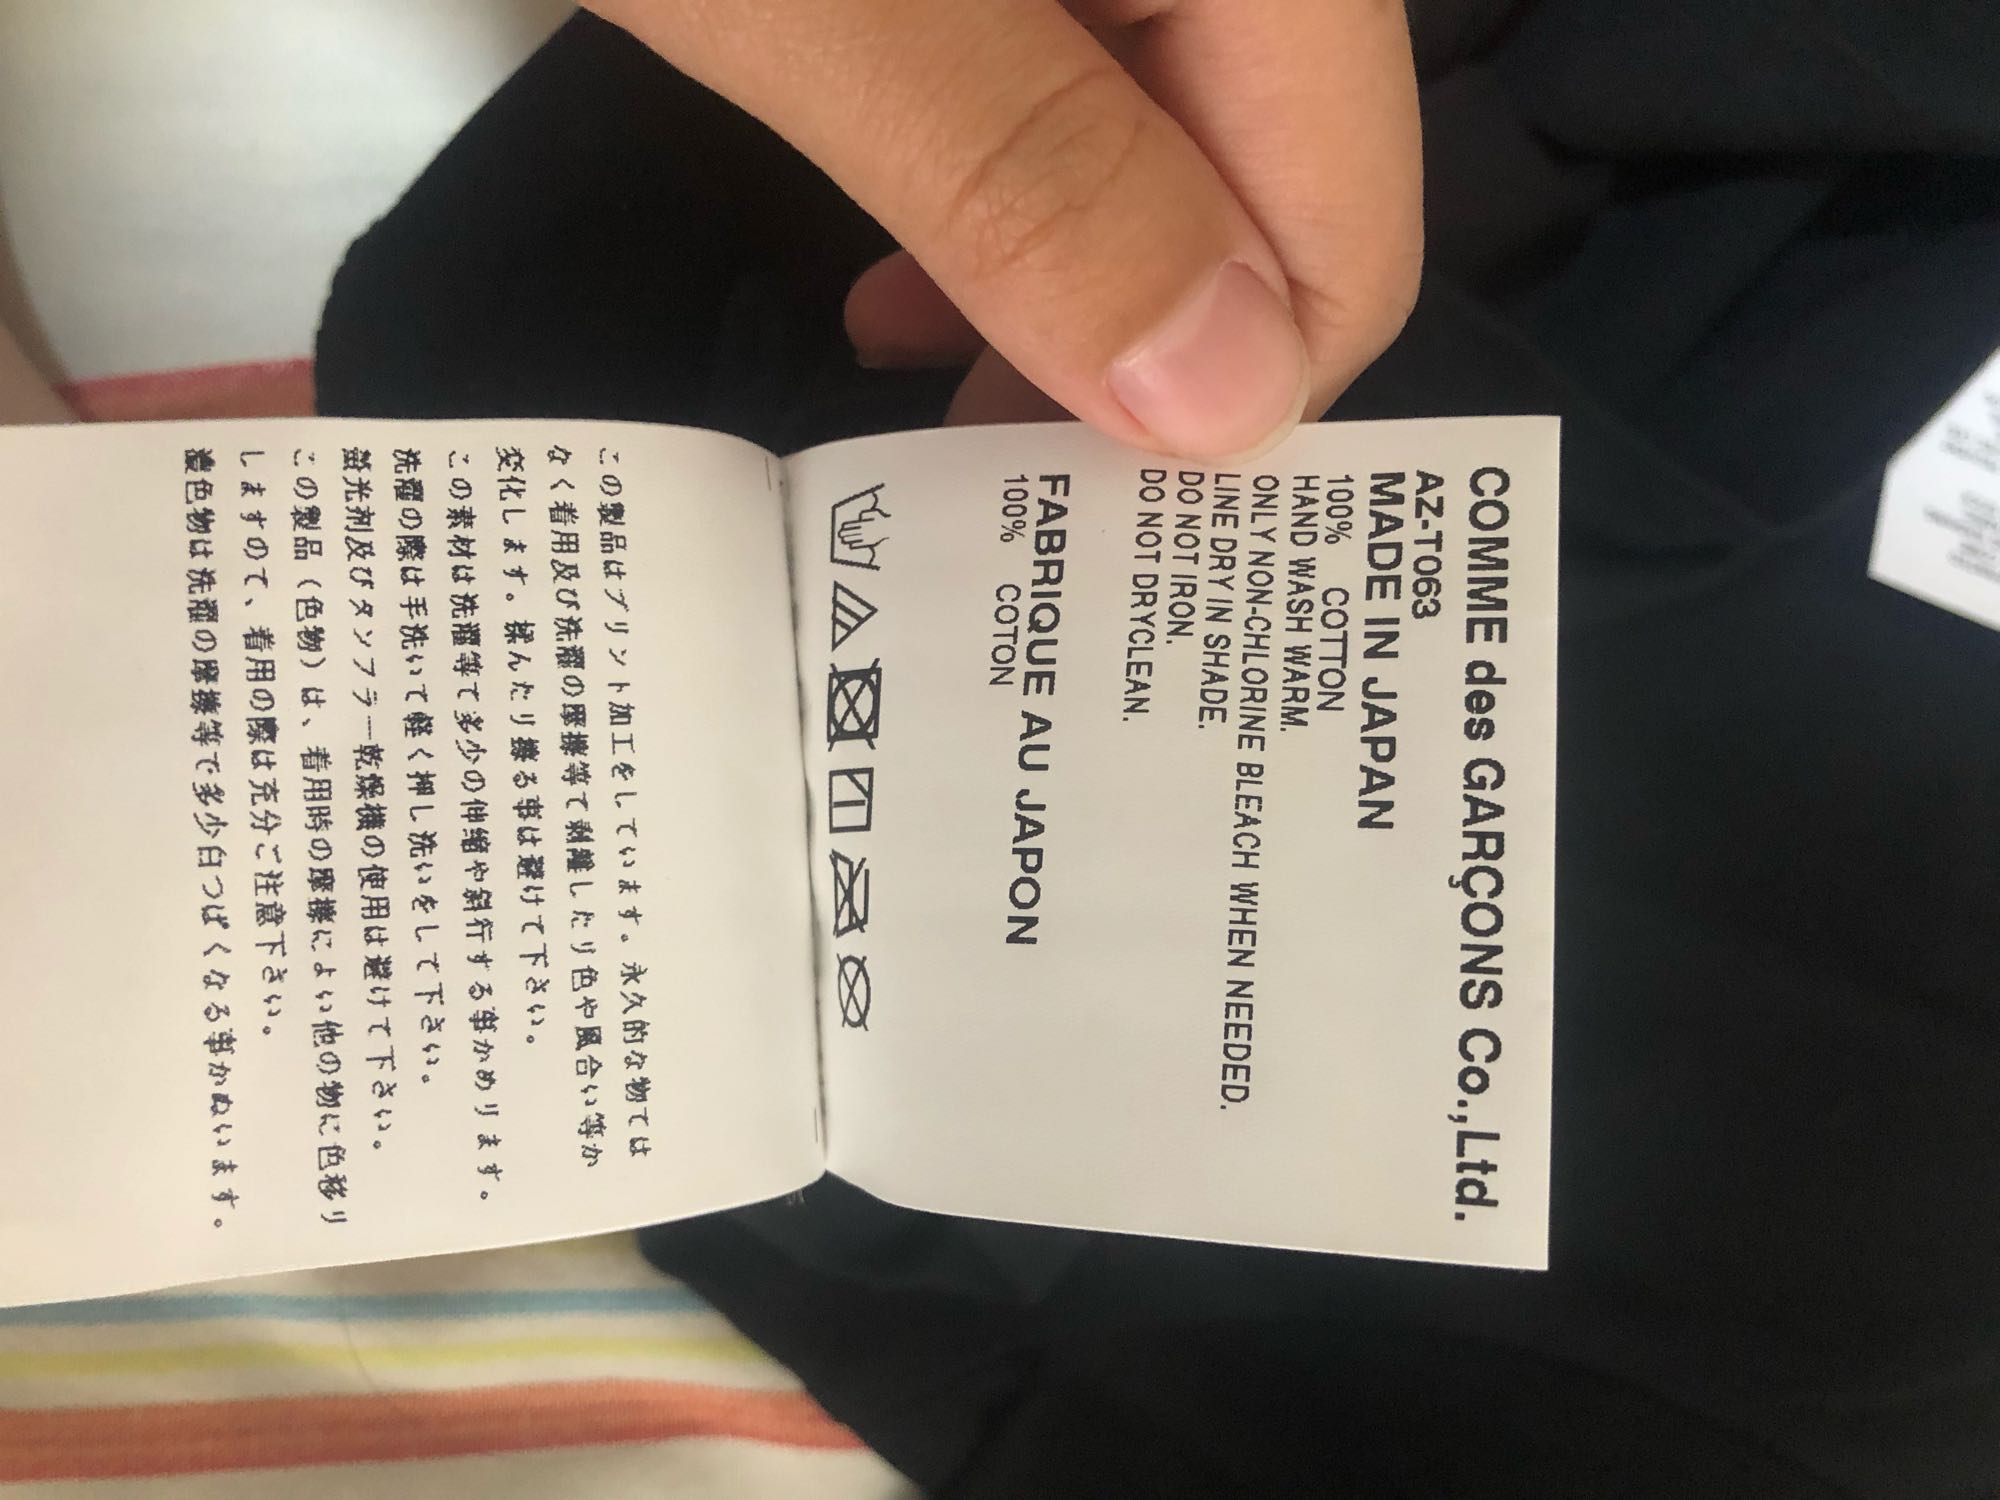 COMME des GARÇONS Co.,Ltd.
AZ-T063
MADE IN JAPAN
100% COTTON
HAND WASH WARM.
ONLY NON-CHLORINE BLEACH WHEN NEEDED.
LINE DRY IN SHADE.
DO NOT IRON.
DO NOT DRYCLEAN.
FABRIQUE AU JAPON
100% COTON
この製品はプリント加工をしています。永久的な物では
なく着用及び洗濯の摩擦等で剥離したり色や風合い等が
変化します。揉んだり擦る事は避けて下さい。
この素材は洗濯等で多少の伸縮や斜行する事があります。
洗濯の際は手洗いで軽く押し洗いをして下さい。
蛍光剤及びタンブラー乾燥機の使用は避けて下さい。
この製品（色物）は、着用時の摩擦により他の物に色移り
しますので、着用の際は充分ご注意下さい。
濃色物は洗濯の摩擦等で多少白っぽくなる事がぬいます。